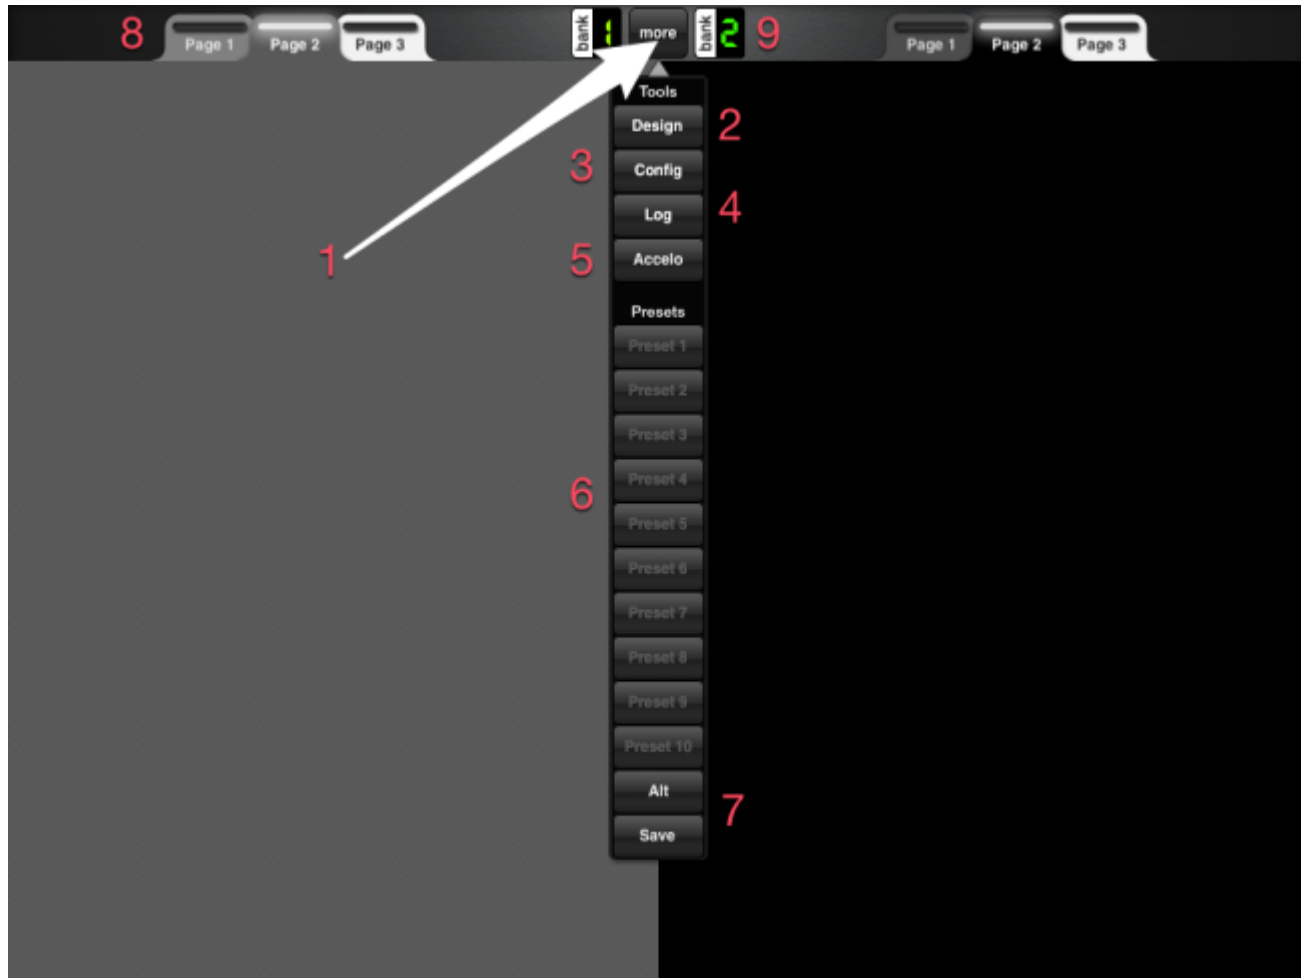 8
Page 1
Page 2
Page 3
bank
1
more
bank
2
9
Page 1
Page 2
Page 3
Tools
Design
2
3
Config
Log
4
1
5
Accelo
Presets
Preset 1
Preset 2
Preset 3
Preset 4
6
Preset 5
Preset 6
Preset 7
Preset 8
Preset 9
Preset 10
Alt
7
Save